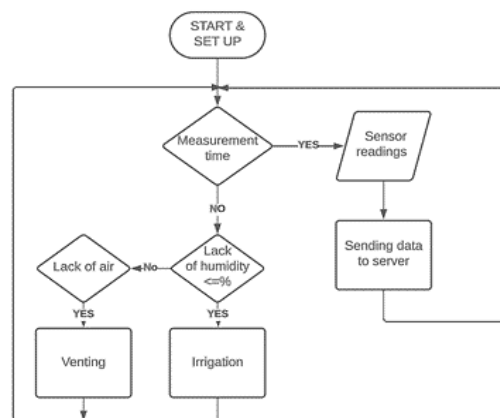 START &
SET UP
Measurement
time
YES
Sensor
readings
NO
Sending data
to server
Lack
of humidity
<=%
No
Lack of air
YES
YES
Venting
Irrigation